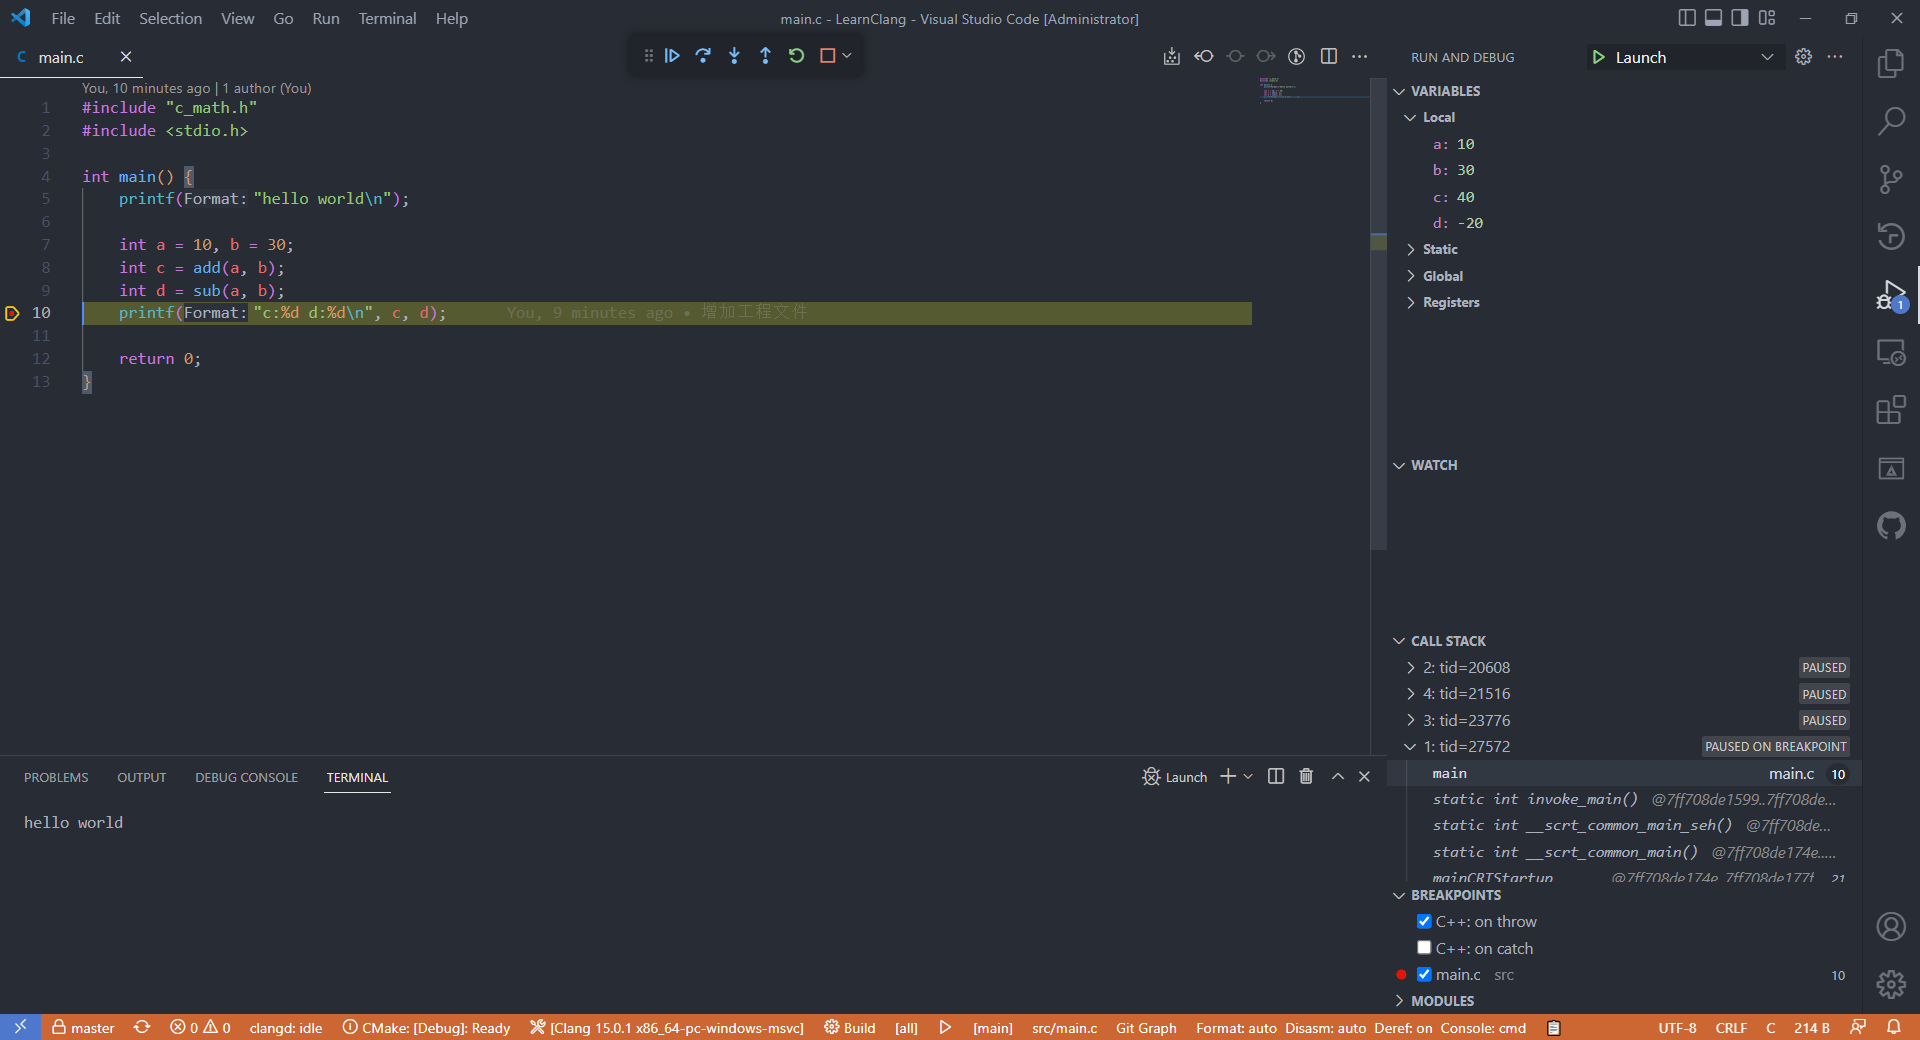 File Edit Selection View Go Run Terminal Help
main.c - LearnClang - Visual Studio Code [Administrator]
C main.c
RUN AND DEBUG
Launch
You, 10 minutes ago | 1 author (You)
1 #include "c_math.h"
2 #include <stdio.h>
3
4 int main() {
5 printf(Format: "hello world\n");
6
7 int a = 10, b = 30;
8 int c = add(a, b);
9 int d = sub(a, b);
10 printf(Format: "c:%d d:%d\n", c, d); You, 9 minutes ago • 增加工程文件
11
12 return 0;
13 }
VARIABLES
Local
a: 10
b: 30
c: 40
d: -20
Static
Global
Registers
1
WATCH
CALL STACK
2: tid=20608 PAUSED
4: tid=21516 PAUSED
3: tid=23776 PAUSED
1: tid=27572 PAUSED ON BREAKPOINT
main main.c 10
static int invoke_main() @7ff708de1599..7ff708de...
static int __scrt_common_main_seh() @7ff708de...
static int __scrt_common_main() @7ff708de174e.....
mainCRTStartup @7ff708de174e..7ff708de177f 21
BREAKPOINTS
C++: on throw
C++: on catch
main.c src 10
MODULES
PROBLEMS OUTPUT DEBUG CONSOLE TERMINAL
Launch
hello world
master 0 0 clangd: idle CMake: [Debug]: Ready [Clang 15.0.1 x86_64-pc-windows-msvc] Build [all] [main] src/main.c Git Graph Format: auto Disasm: auto Deref: on Console: cmd UTF-8 CRLF C 214 B